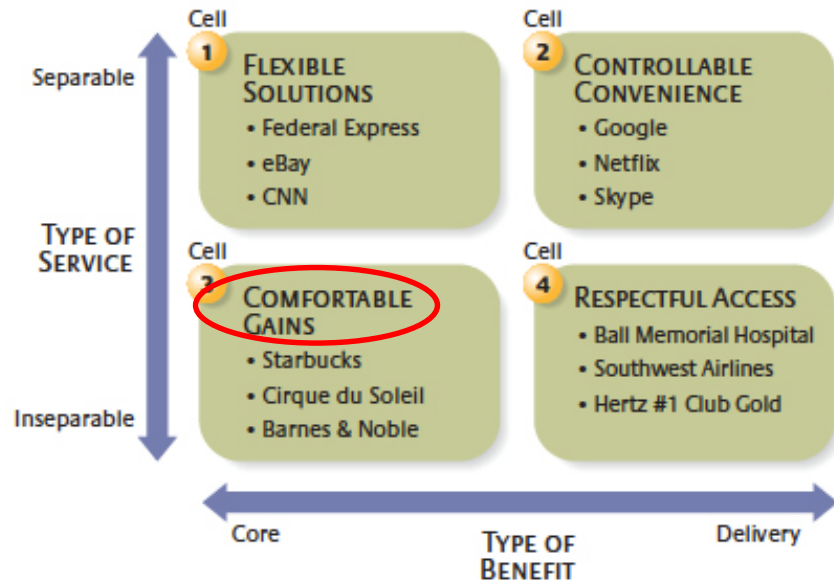 Cell
1
FLEXIBLE
SOLUTIONS
• Federal Express
• eBay
• CNN
Cell
2
CONTROLLABLE
CONVENIENCE
• Google
• Netflix
• Skype
Separable
TYPE OF
SERVICE
Inseparable
Cell
3
COMFORTABLE
GAINS
• Starbucks
• Cirque du Soleil
• Barnes & Noble
Cell
4
RESPECTFUL ACCESS
• Ball Memorial Hospital
• Southwest Airlines
• Hertz #1 Club Gold
Core
TYPE OF
BENEFIT
Delivery